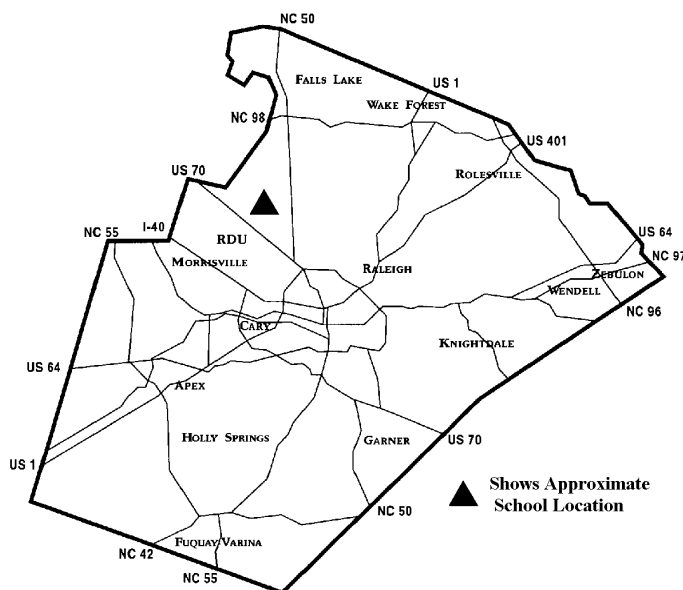 NC 50
FALLS LAKE
US 1
WAKE FOREST
NC 98
US 401
US 70
ROLESVILLE
I-40
NC 55
RDU
US 64
MORRISVILLE
RALEIGH
NC 97
ZEBULON
WENDELL
NC 96
CARY
KNIGHTDALE
US 64
APEX
HOLLY SPRINGS
GARNER
US 70
US 1
Shows Approximate
School Location
NC 50
FUQUAY-VARINA
NC 42
NC 55